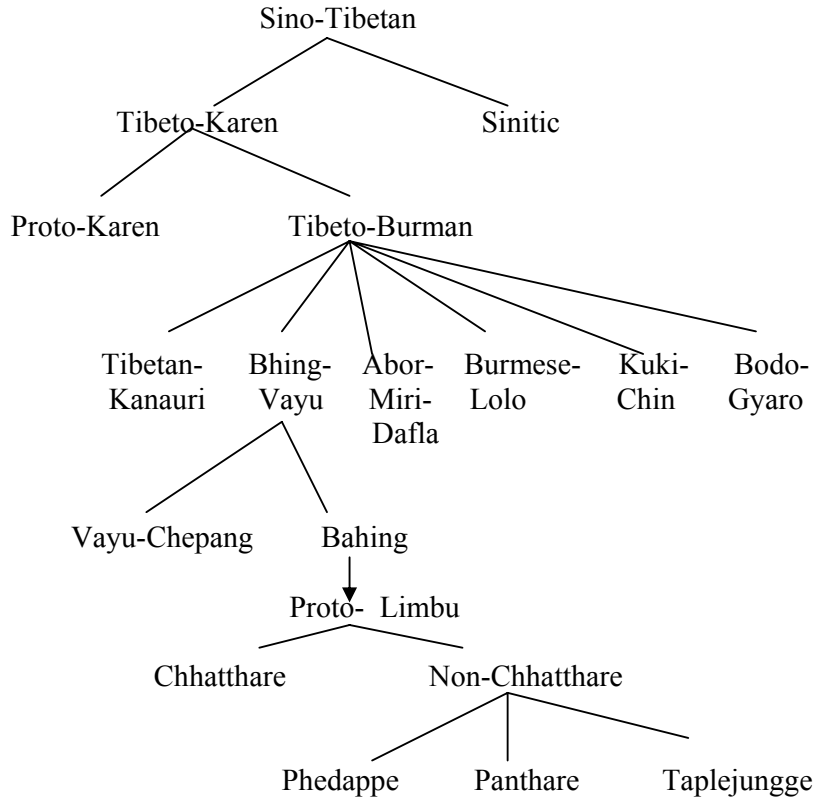 Sino-Tibetan
Tibeto-Karen Sinitic
Proto-Karen Tibeto-Burman
Tibetan- Bhing- Abor- Burmese- Kuki- Bodo-
Kanauri Vayu Miri- Lolo Chin Gyaro
Dafla
Vayu-Chepang Bahing
Proto- Limbu
Chhatthare Non-Chhatthare
Phedappe Panthare Taplejungge